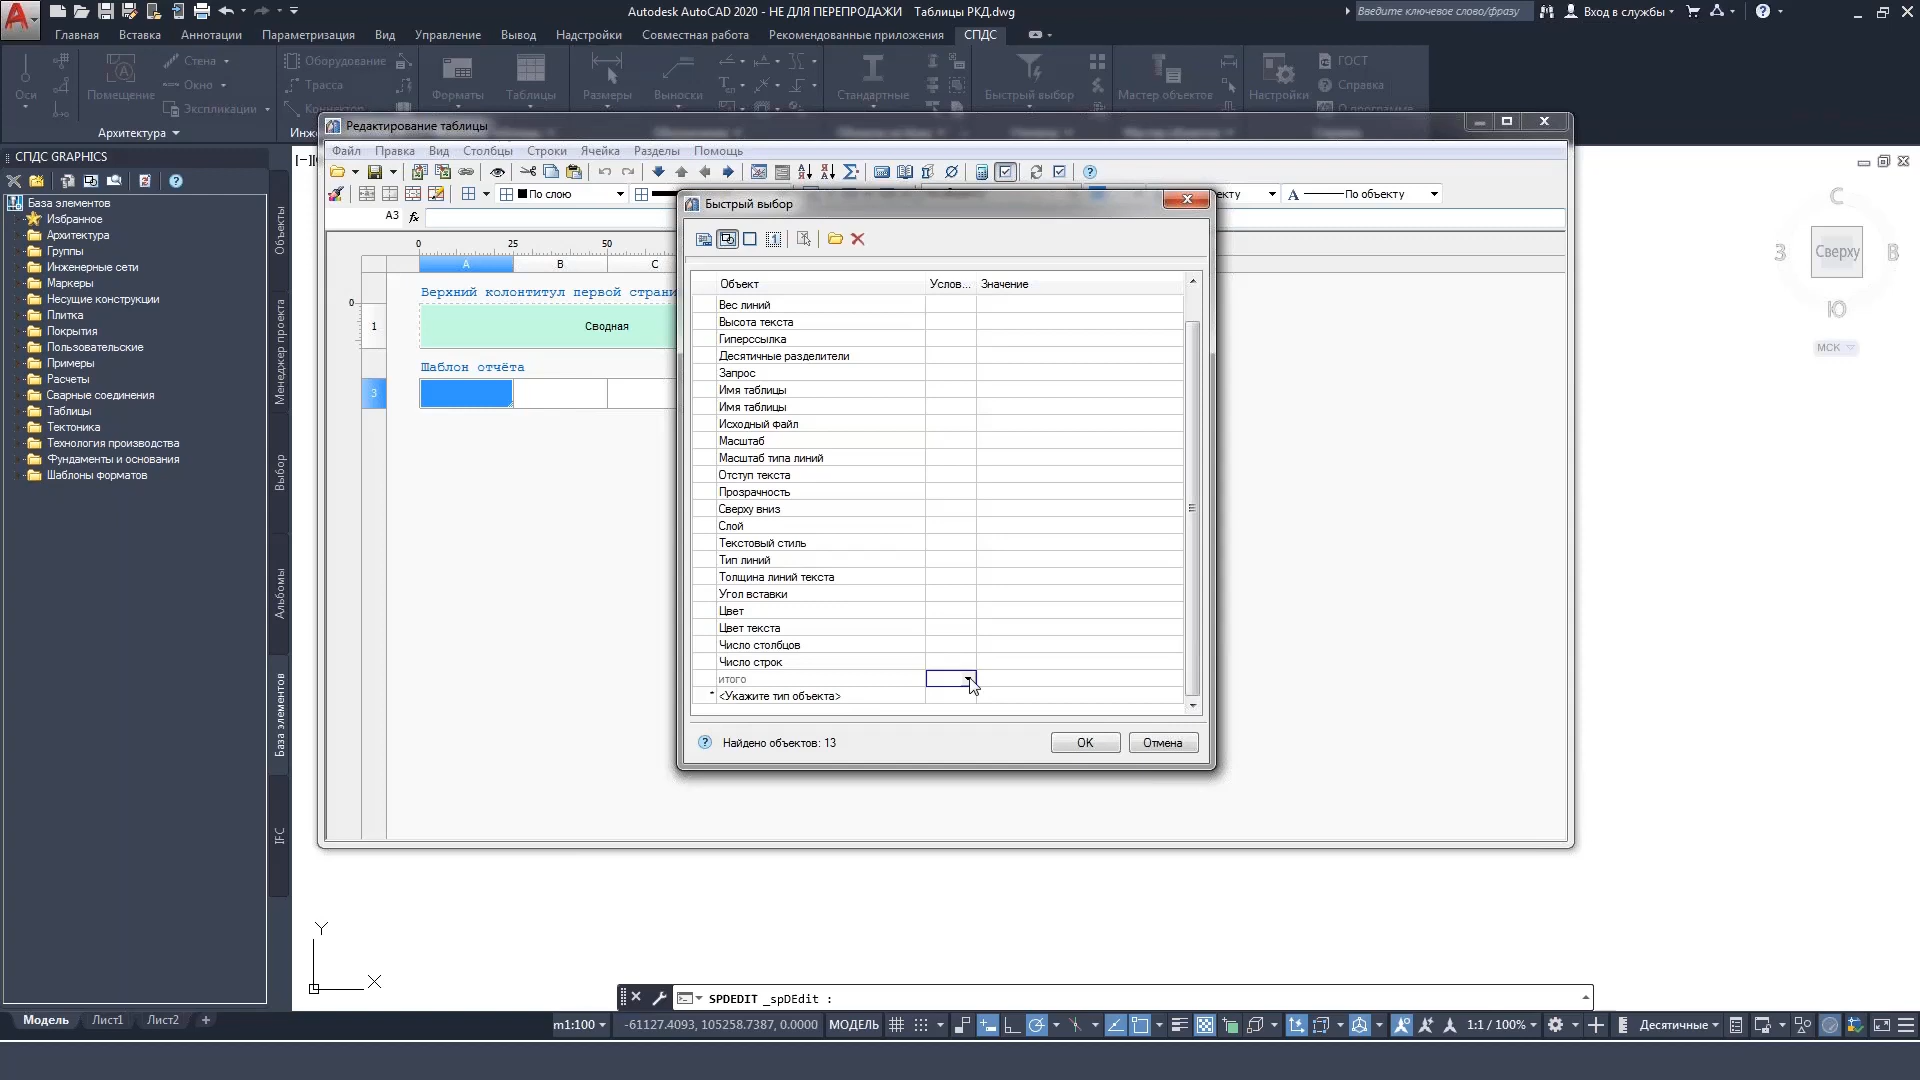 Autodesk AutoCAD 2020 - НЕ ДЛЯ ПЕРЕПРОДАЖИ Таблицы РКД.dwg
Введите ключевое слово/фразу
Вход в службы
Главная Вставка Аннотации Параметризация Вид Управление Вывод Надстройки Совместная работа Рекомендованные приложения СПДС
Оси
Помещение
Стена
Окно
Экспликации
Архитектура
Оборудование
Трасса
Коннектор
Форматы
Таблицы
Размеры
Выноски
Стандартные
Быстрый выбор
Мастер объектов
Настройки
ГОСТ
Справка
О программе
СПДС GRAPHICS
База элементов
Избранное
Архитектура
Группы
Инженерные сети
Маркеры
Несущие конструкции
Плитка
Покрытия
Пользовательские
Примеры
Расчеты
Сварные соединения
Таблицы
Тектоника
Технология производства
Фундаменты и основания
Шаблоны форматов
Объекты
Менеджер проекта
Выбор
Альбомы
База элементов
IFC
Редактирование таблицы
Файл Правка Вид Столбцы Строки Ячейка Разделы Помощь
По слою
По объекту
A3
fx
0 25 50
A B C
Верхний колонтитул первой страни
0
1
Сводная
Шаблон отчёта
3
Быстрый выбор
Объект Услов... Значение
Вес линий
Высота текста
Гиперссылка
Десятичные разделители
Запрос
Имя таблицы
Имя таблицы
Исходный файл
Масштаб
Масштаб типа линий
Отступ текста
Прозрачность
Сверху вниз
Слой
Текстовый стиль
Тип линий
Толщина линий текста
Угол вставки
Цвет
Цвет текста
Число столбцов
Число строк
итого
* <Укажите тип объекта>
Найдено объектов: 13
OK
Отмена
С
З
Сверху
В
Ю
МСК
Y
X
SPDEDIT _spDEdit :
Модель Лист1 Лист2 +
m1:100
-61127.4093, 105258.7387, 0.0000
МОДЕЛЬ
1:1 / 100%
Десятичные